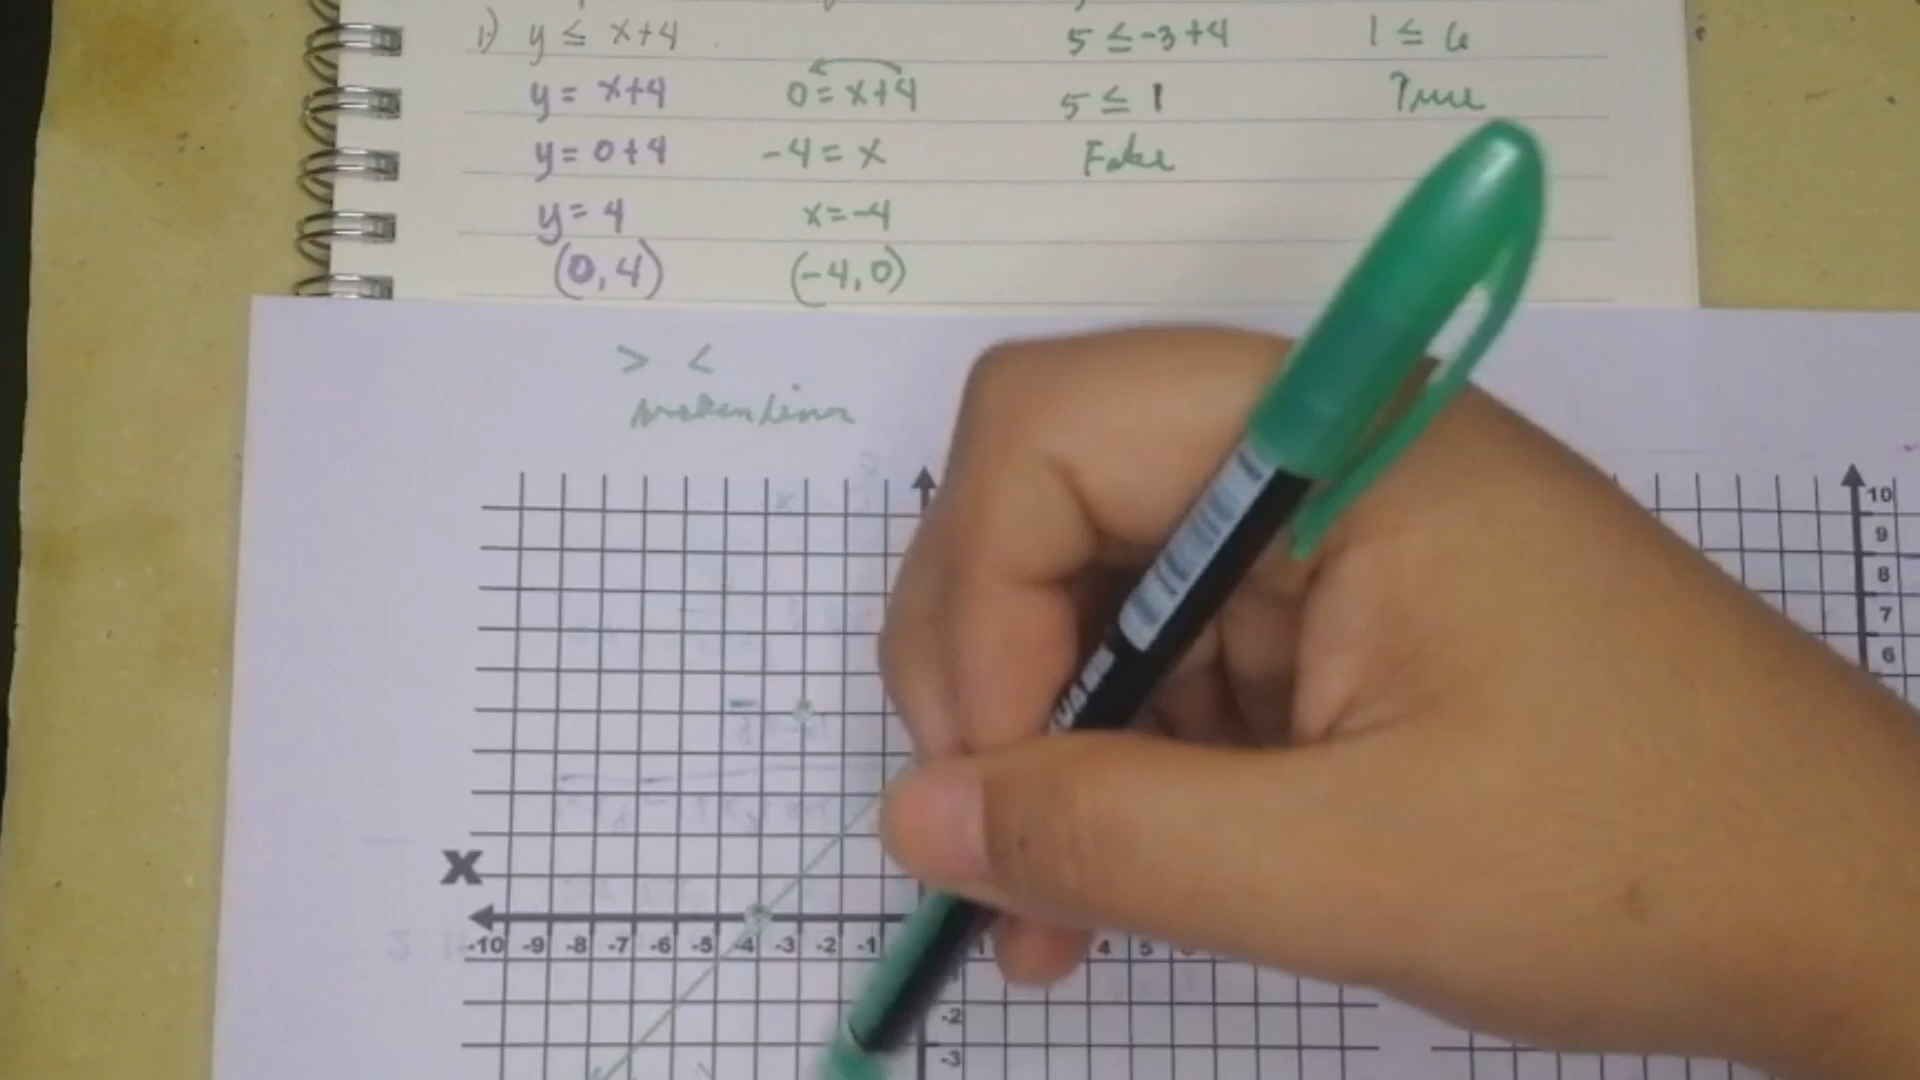 1.) y ≤ x+4
5 ≤ -3+4
1 ≤ 6
y = x+4
0 = x+4
5 ≤ 1
True
y = 0+4
-4 = x
False
y = 4
x = -4
(0, 4)
(-4, 0)
> <
broken lines
10
9
8
7
6
X
-10 -9 -8 -7 -6 -5 -4 -3 -2 -1
4 5
-2
-3